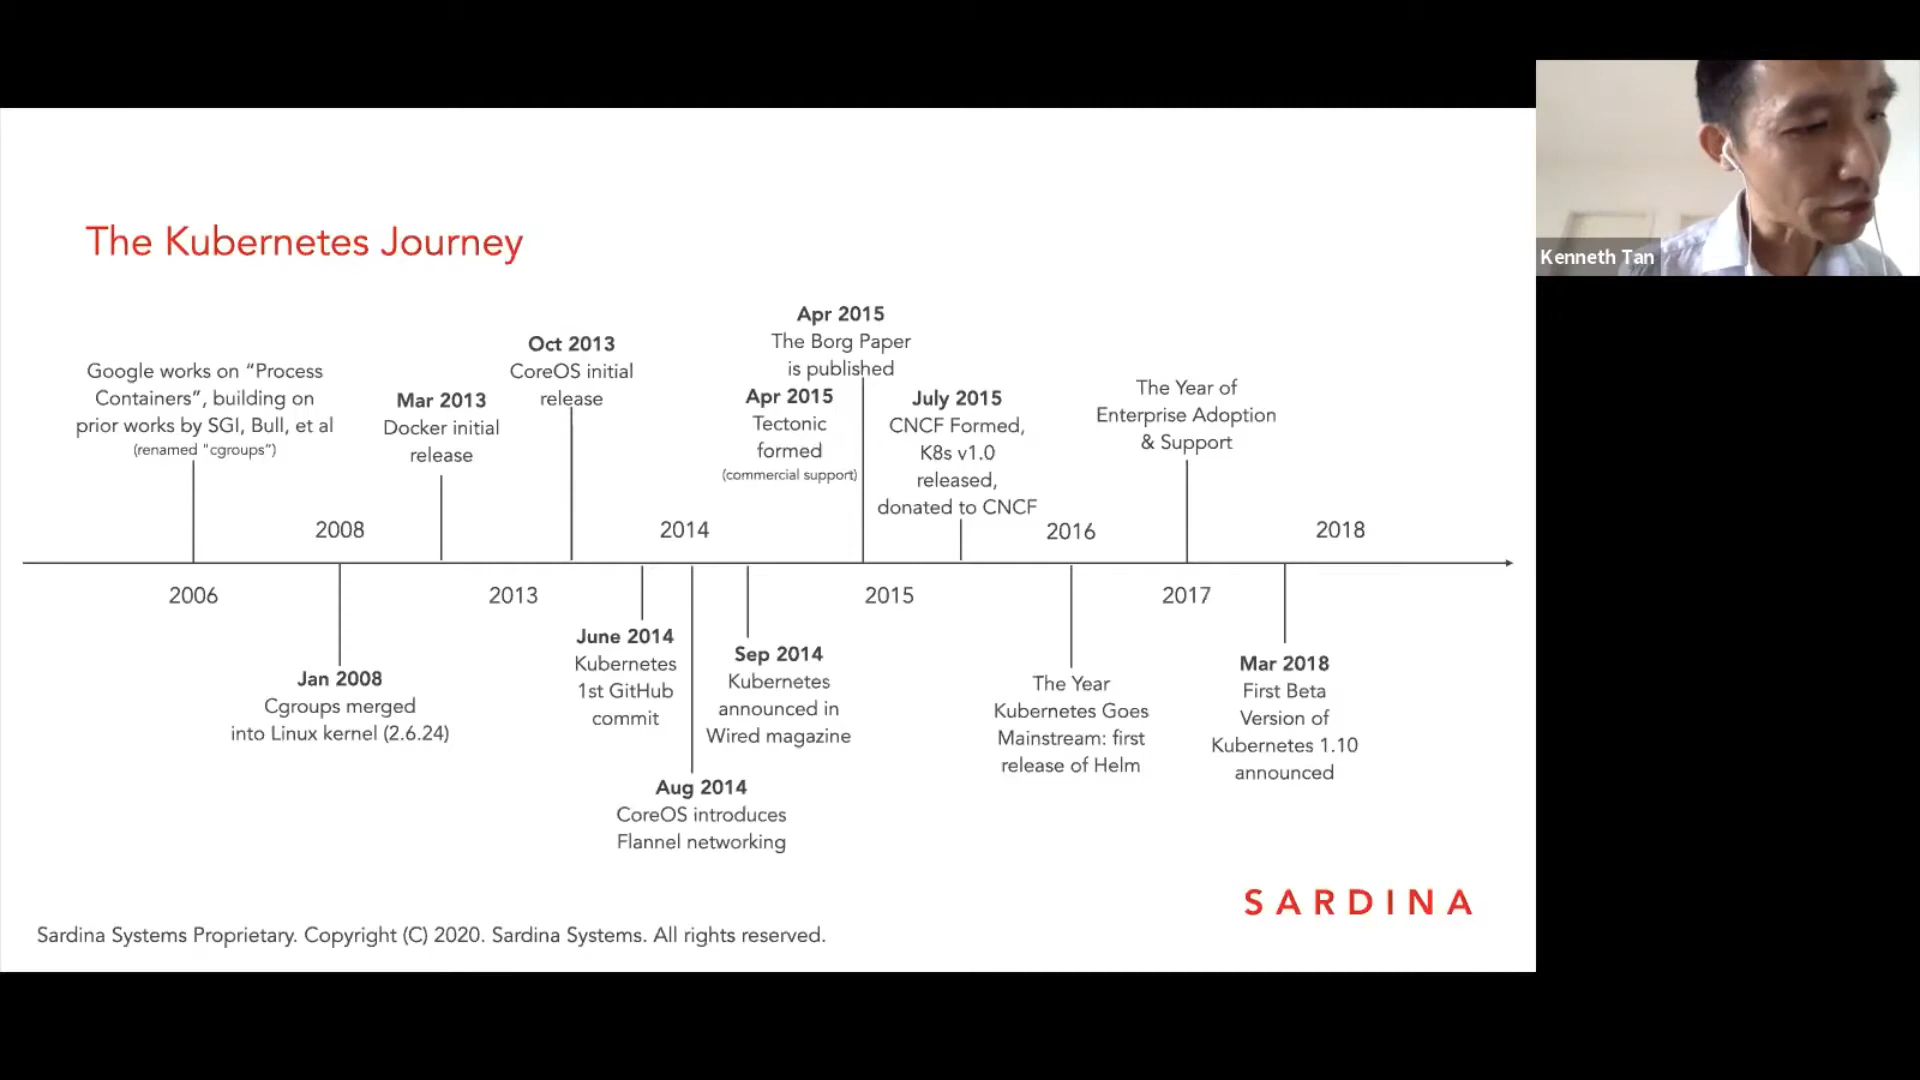 The Kubernetes Journey
Google works on “Process
Containers”, building on
prior works by SGI, Bull, et al
(renamed "cgroups”)
Mar 2013
Docker initial
release
Oct 2013
CoreOS initial
release
Apr 2015
The Borg Paper
is published
Apr 2015
Tectonic
formed
(commercial support)
July 2015
CNCF Formed,
K8s v1.0
released,
donated to CNCF
The Year of
Enterprise Adoption
& Support
2008
2014
2016
2018
2006
2013
2015
2017
Jan 2008
Cgroups merged
into Linux kernel (2.6.24)
June 2014
Kubernetes
1st GitHub
commit
Aug 2014
CoreOS introduces
Flannel networking
Sep 2014
Kubernetes
announced in
Wired magazine
The Year
Kubernetes Goes
Mainstream: first
release of Helm
Mar 2018
First Beta
Version of
Kubernetes 1.10
announced
SARDINA
Sardina Systems Proprietary. Copyright (C) 2020. Sardina Systems. All rights reserved.
Kenneth Tan